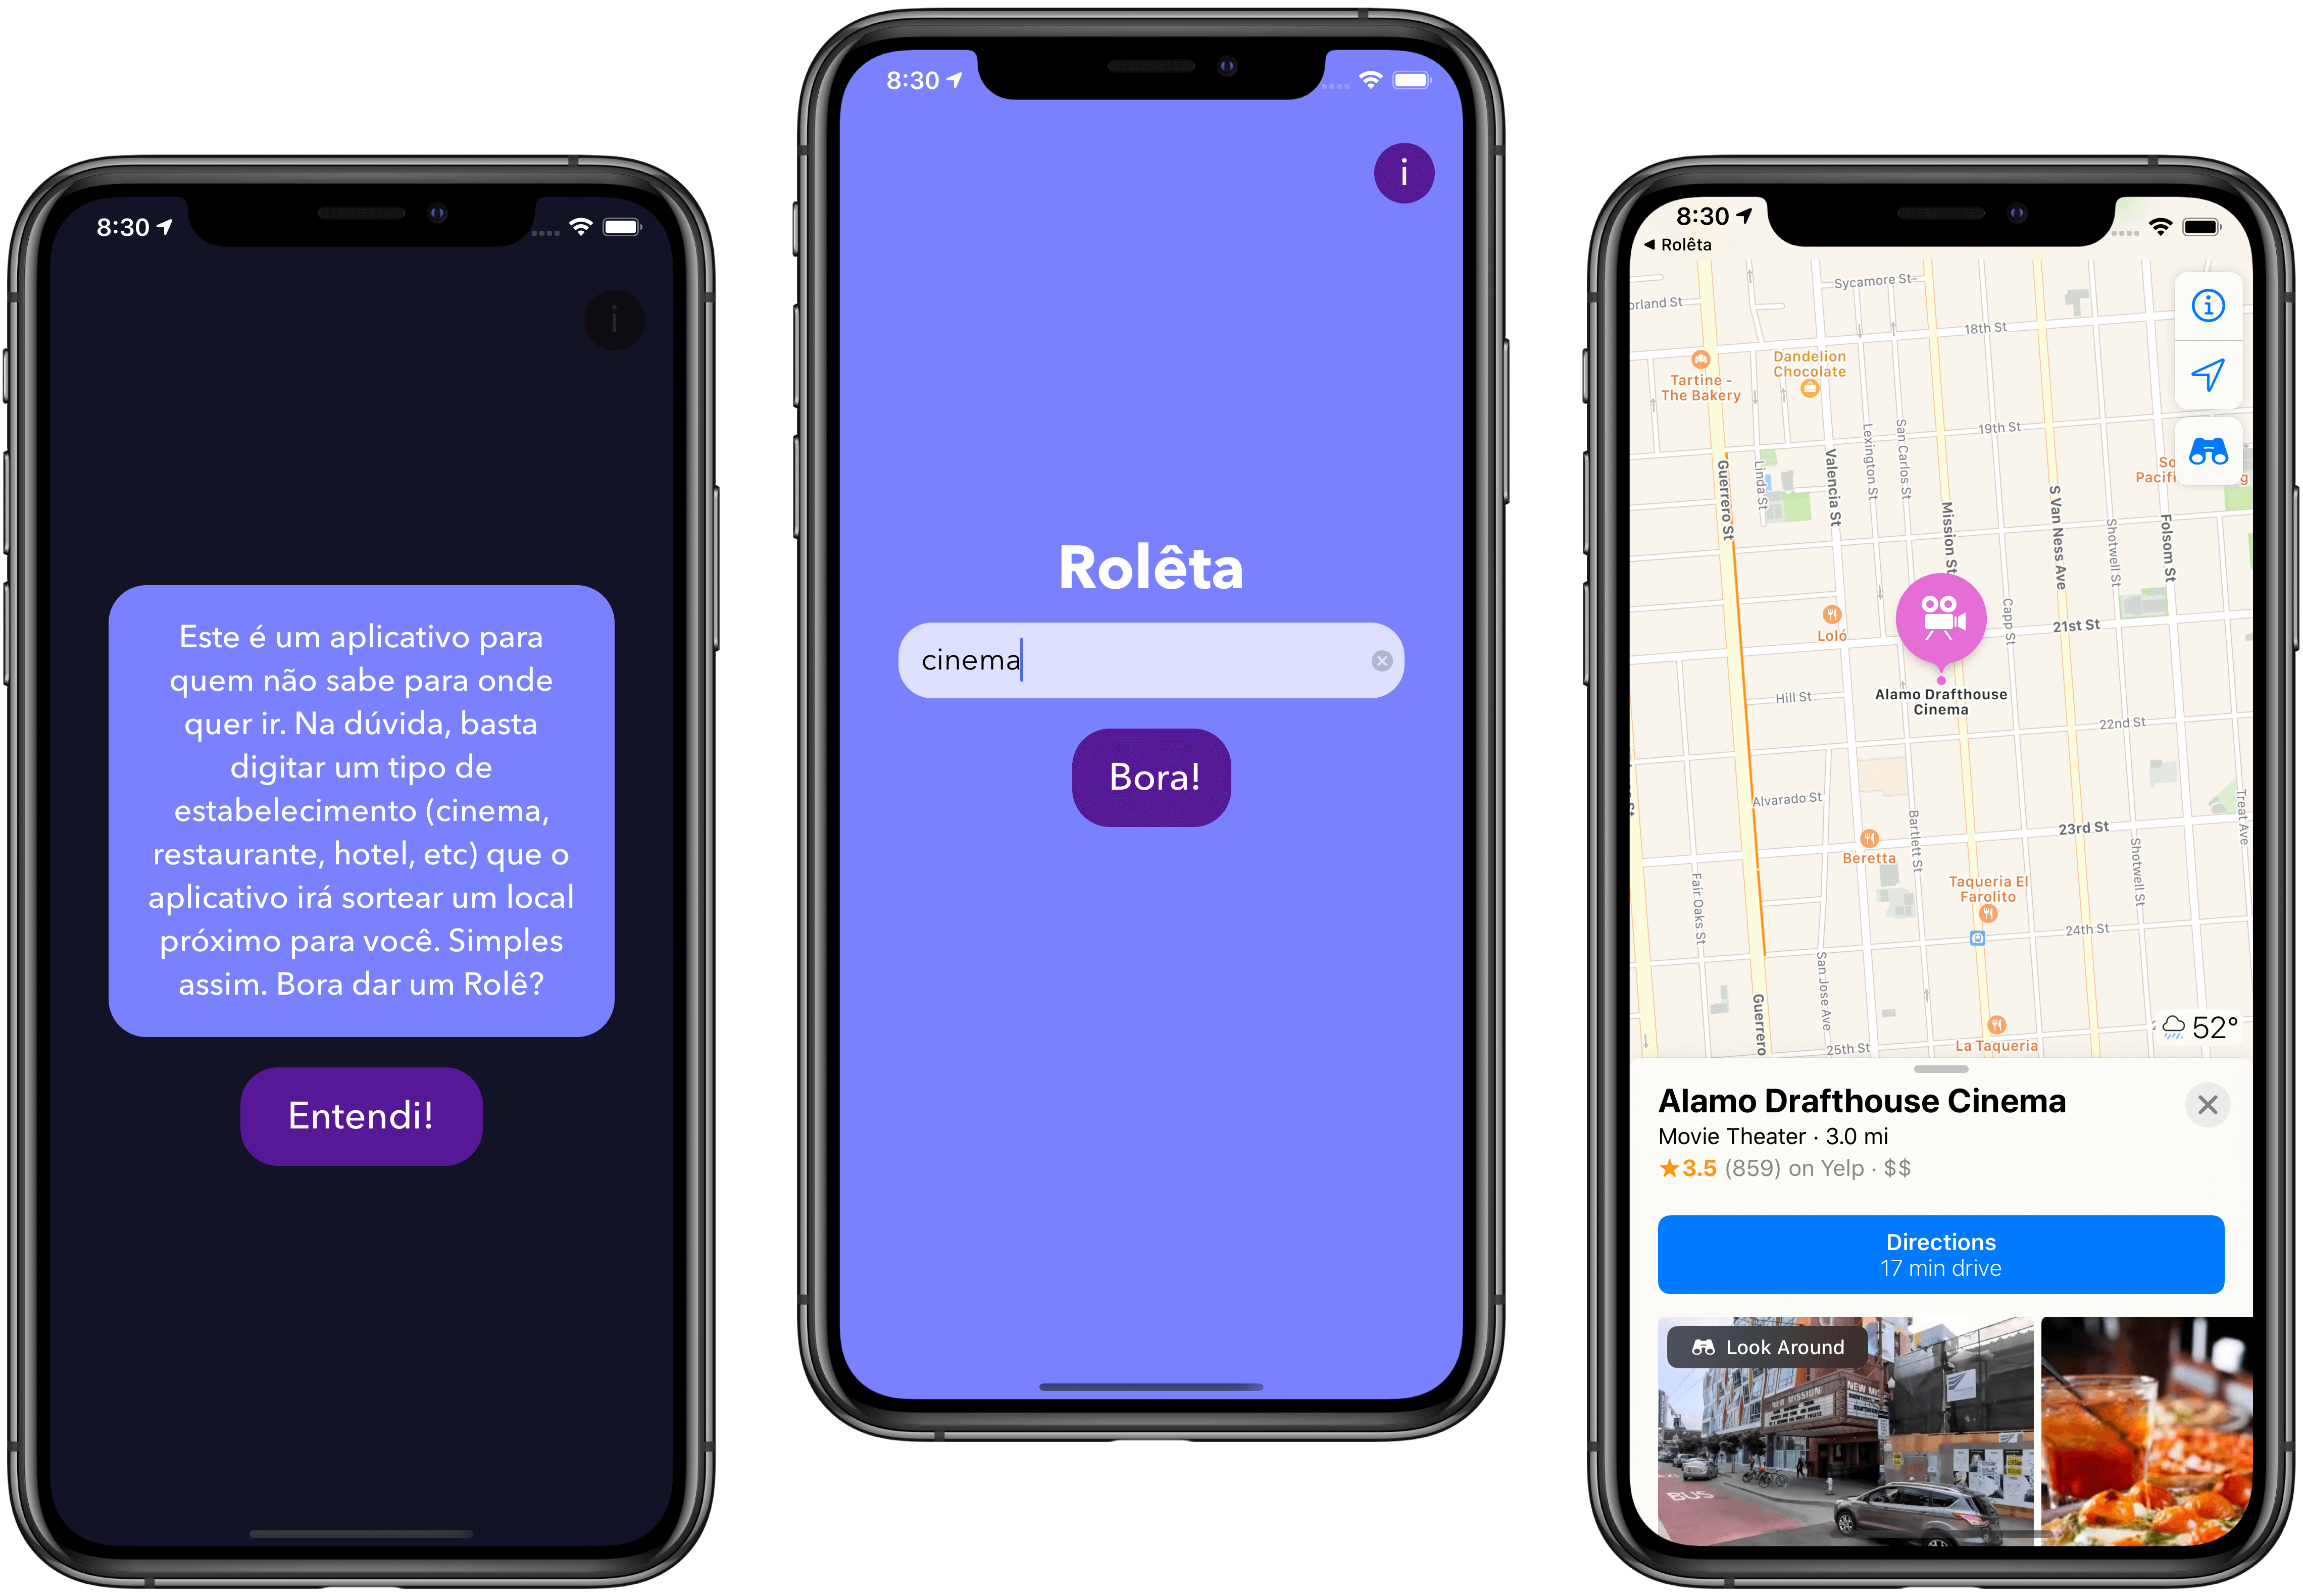 8:30
i
Este é um aplicativo para
quem não sabe para onde
quer ir. Na dúvida, basta
digitar um tipo de
estabelecimento (cinema,
restaurante, hotel, etc) que o
aplicativo irá sortear um local
próximo para você. Simples
assim. Bora dar um Rolê?
Entendi!
8:30
i
Rolêta
cinema
Bora!
8:30
Rolêta
Sycamore St
orland St
18th St
Dandelion
Chocolate
Tartine -
The Bakery
19th St
Lexington St
San Carlos St
Linda St
Valencia St
Guerrero St
Mission St
S Van Ness Ave
Shotwell St
Folsom St
So
Pacifi
g
Capp St
Loló
21st St
Alamo Drafthouse
Cinema
Hill St
22nd St
Alvarado St
Bartlett St
23rd St
Treat Ave
Shotwell St
Beretta
Fair Oaks St
Taqueria El
Farolito
24th St
San Jose Ave
Guerrero
25th St
La Taqueria
52°
Alamo Drafthouse Cinema
Movie Theater · 3.0 mi
★3.5 (859) on Yelp · $$
Directions
17 min drive
Look Around
NEW MISSION
NEW MI
BUS